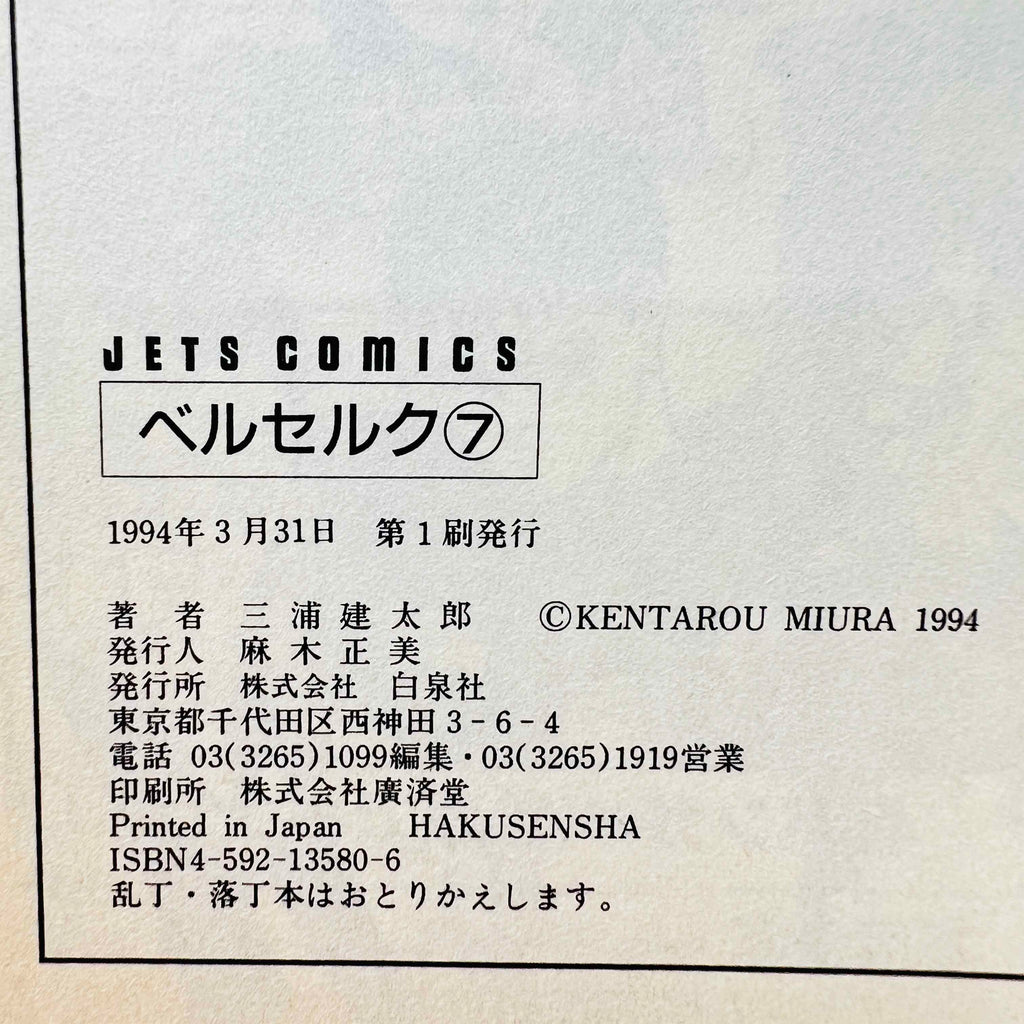 JETS COMICS
ベルセルク⑦
1994年3月31日　第1刷発行
著　者　三浦建太郎　©KENTAROU MIURA 1994
発行人　麻木正美
発行所　株式会社　白泉社
東京都千代田区西神田3-6-4
電話 03(3265)1099編集・03(3265)1919営業
印刷所　株式会社廣済堂
Printed in Japan　HAKUSENSHA
ISBN4-592-13580-6
乱丁・落丁本はおとりかえします。